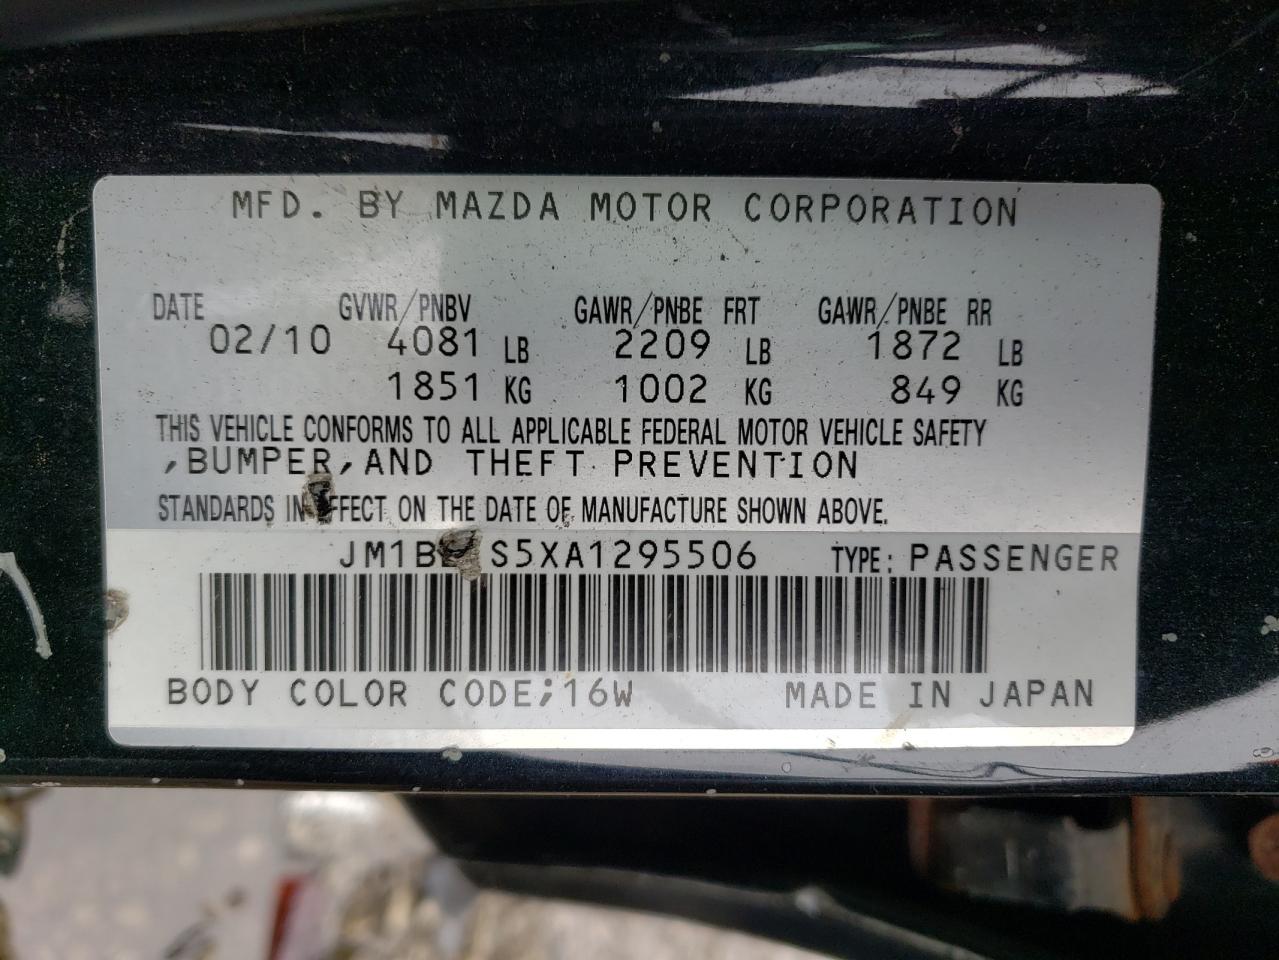 MFD. BY MAZDA MOTOR CORPORATION
DATE GVWR/PNBV GAWR/PNBE FRT GAWR/PNBE RR
02/10 4081 LB 2209 LB 1872 LB
1851 KG 1002 KG 849 KG
THIS VEHICLE CONFORMS TO ALL APPLICABLE FEDERAL MOTOR VEHICLE SAFETY
,BUMPER,AND THEFT PREVENTION
STANDARDS IN EFFECT ON THE DATE OF MANUFACTURE SHOWN ABOVE.
TYPE: PASSENGER
BODY COLOR CODE;16W MADE IN JAPAN